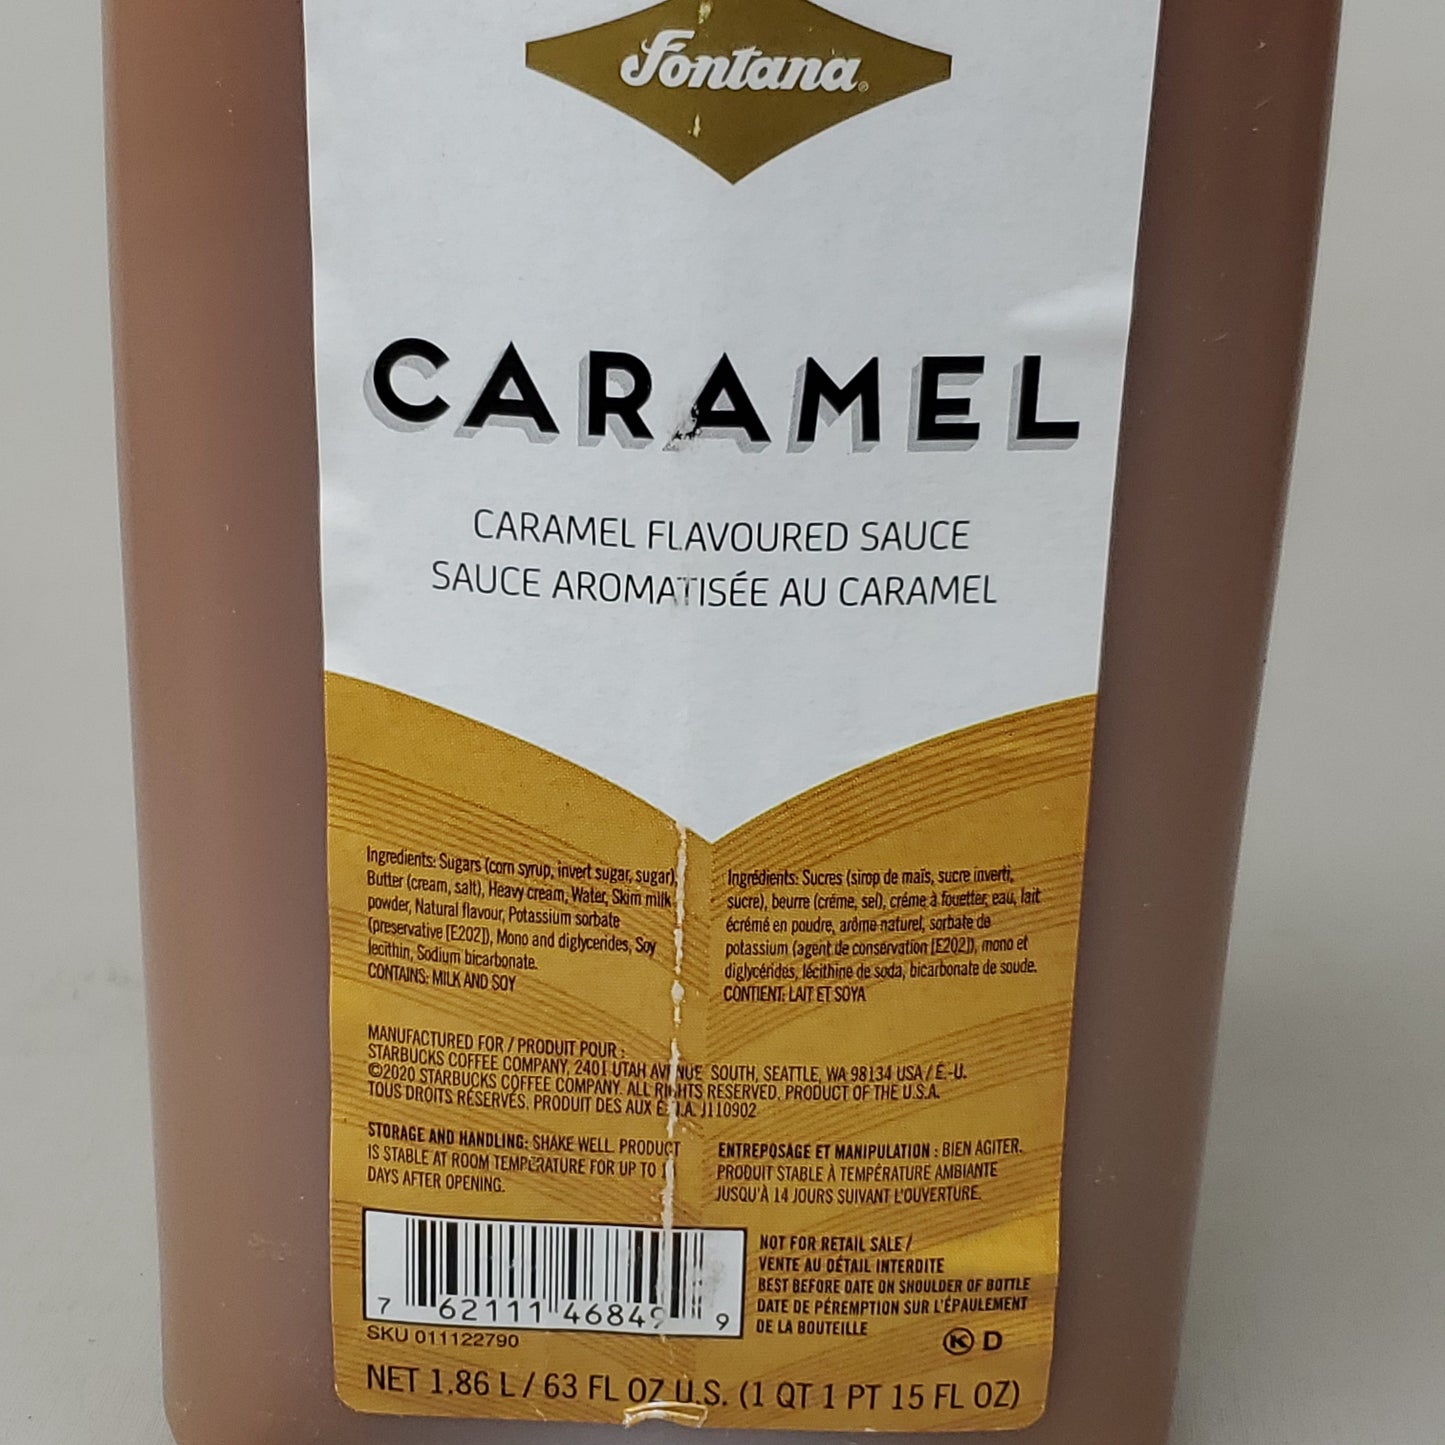 Fontana®
CARAMEL
CARAMEL FLAVOURED SAUCE
SAUCE AROMATISÉE AU CARAMEL
Ingredients: Sugars (corn syrup, invert sugar, sugar),
Butter (cream, salt), Heavy cream, Water, Skim milk
powder, Natural flavour, Potassium sorbate
(preservative [E202]), Mono and diglycerides, Soy
lecithin, Sodium bicarbonate.
CONTAINS: MILK AND SOY
Ingrédients: Sucres (sirop de maïs, sucre inverti,
sucre), beurre (crème, sel), crème à fouetter, eau, lait
écrémé en poudre, arôme naturel, sorbate de
potassium (agent de conservation [E202]), mono et
diglycérides, lécithine de soda, bicarbonate de soude.
CONTIENT: LAIT ET SOYA
MANUFACTURED FOR / PRODUIT POUR :
STARBUCKS COFFEE COMPANY, 2401 UTAH AVENUE SOUTH, SEATTLE, WA 98134 USA / É.-U.
©2020 STARBUCKS COFFEE COMPANY. ALL RIGHTS RESERVED. PRODUCT OF THE U.S.A.
TOUS DROITS RÉSERVÉS. PRODUIT DES AUX J110902
STORAGE AND HANDLING: SHAKE WELL. PRODUCT
IS STABLE AT ROOM TEMPERATURE FOR UP TO
DAYS AFTER OPENING.
ENTREPOSAGE ET MANIPULATION : BIEN AGITER.
PRODUIT STABLE À TEMPÉRATURE AMBIANTE
JUSQU'À 14 JOURS SUIVANT L'OUVERTURE.
7 62111 46849 9
SKU 011122790
NOT FOR RETAIL SALE /
VENTE AU DÉTAIL INTERDITE
BEST BEFORE DATE ON SHOULDER OF BOTTLE
DATE DE PÉREMPTION SUR L'ÉPAULEMENT
DE LA BOUTEILLE
K D
NET 1.86 L / 63 FL OZ U.S. (1 QT 1 PT 15 FL OZ)